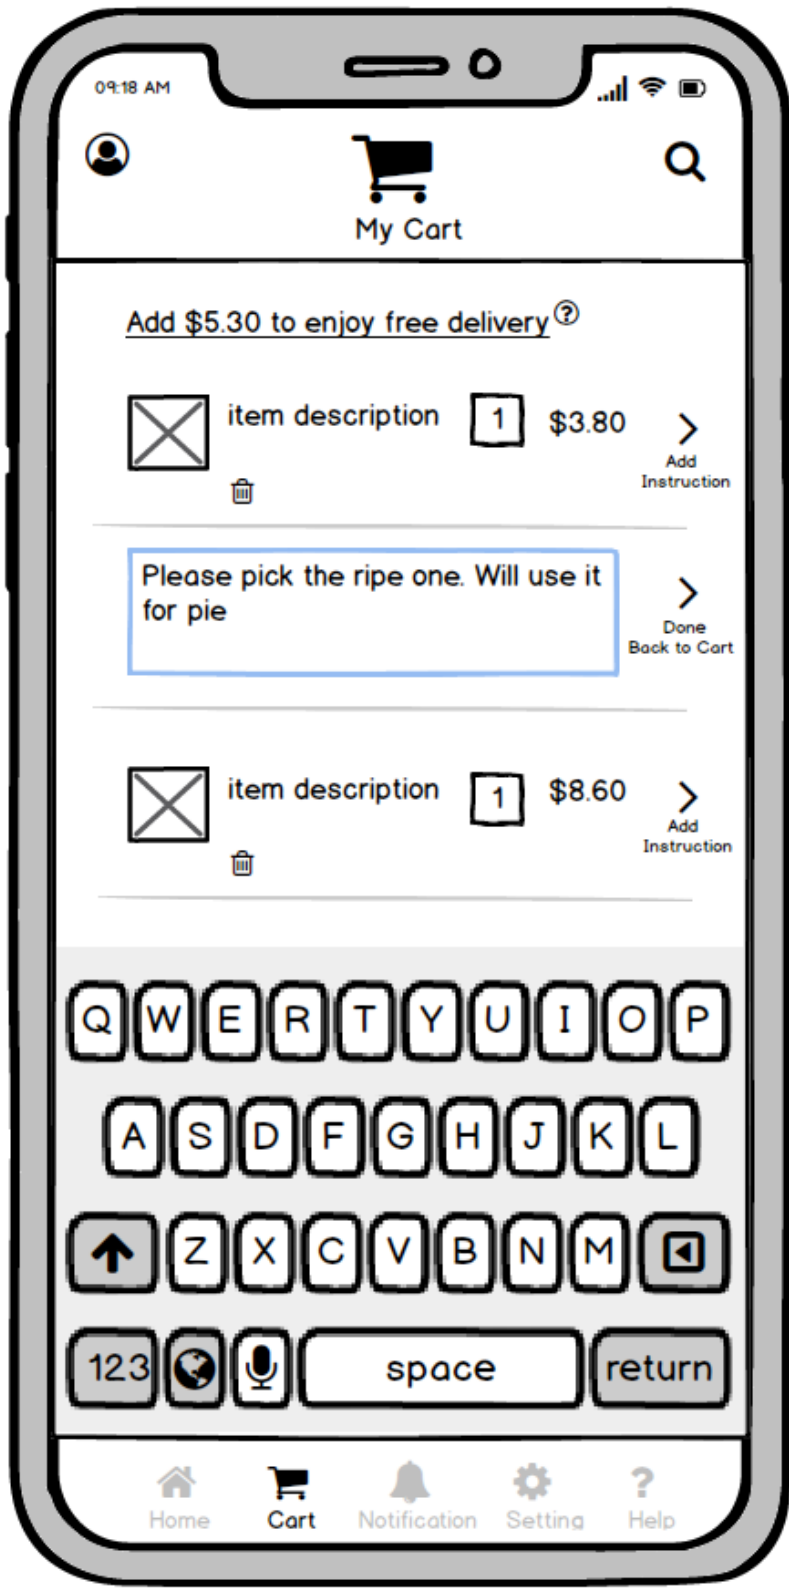 09:18 AM
My Cart
Add $5.30 to enjoy free delivery ?
item description 1 $3.80
Add
Instruction
Please pick the ripe one. Will use it
for pie
Done
Back to Cart
item description 1 $8.60
Add
Instruction
Q W E R T Y U I O P
A S D F G H J K L
Z X C V B N M
123 space return
?
Home Cart Notification Setting Help